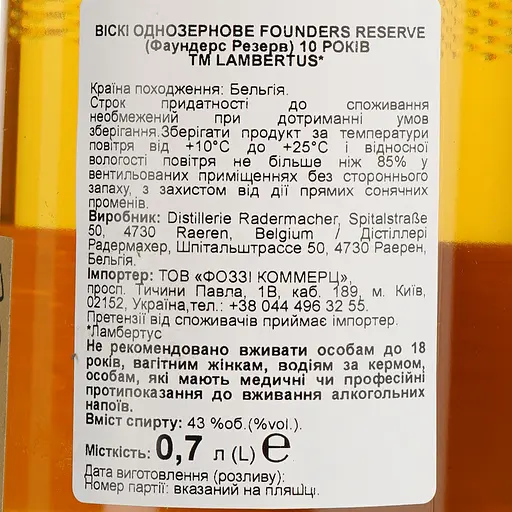 ВІСКІ ОДНОЗЕРНОВЕ FOUNDERS RESERVE
(Фаундерс Резерв) 10 РОКІВ
ТМ LAMBERTUS*
Країна походження: Бельгія.
Строк придатності до споживання
необмежений при дотриманні умов
зберігання.Зберігати продукт за температури
повітря від +10°С до +25°С і відносної
вологості повітря не більше ніж 85% у
вентильованих приміщеннях без стороннього
запаху, з захистом від дії прямих сонячних
променів.
Виробник: Distillerie Radermacher, Spitalstraße
50, 4730 Raeren, Belgium / Дістіллері
Радермахер, Шпітальштрассе 50, 4730 Раерен,
Бельгія.
Імпортер: ТОВ «ФОЗЗІ КОММЕРЦ»,
просп. Тичини Павла, 1В, каб. 189, м. Київ,
02152, Україна,тел.: +38 044 496 32 55.
Претензії від споживачів приймає імпортер.
*Ламбертус
Не рекомендовано вживати особам до 18
років, вагітним жінкам, водіям за кермом,
особам, які мають медичні чи професійні
протипоказання до вживання алкогольних
напоїв.
Вміст спирту: 43 %об.(%vol.).
Місткість: 0,7 л (L) ℮
Дата виготовлення (розливу):
Номер партії: вказаний на пляшці.